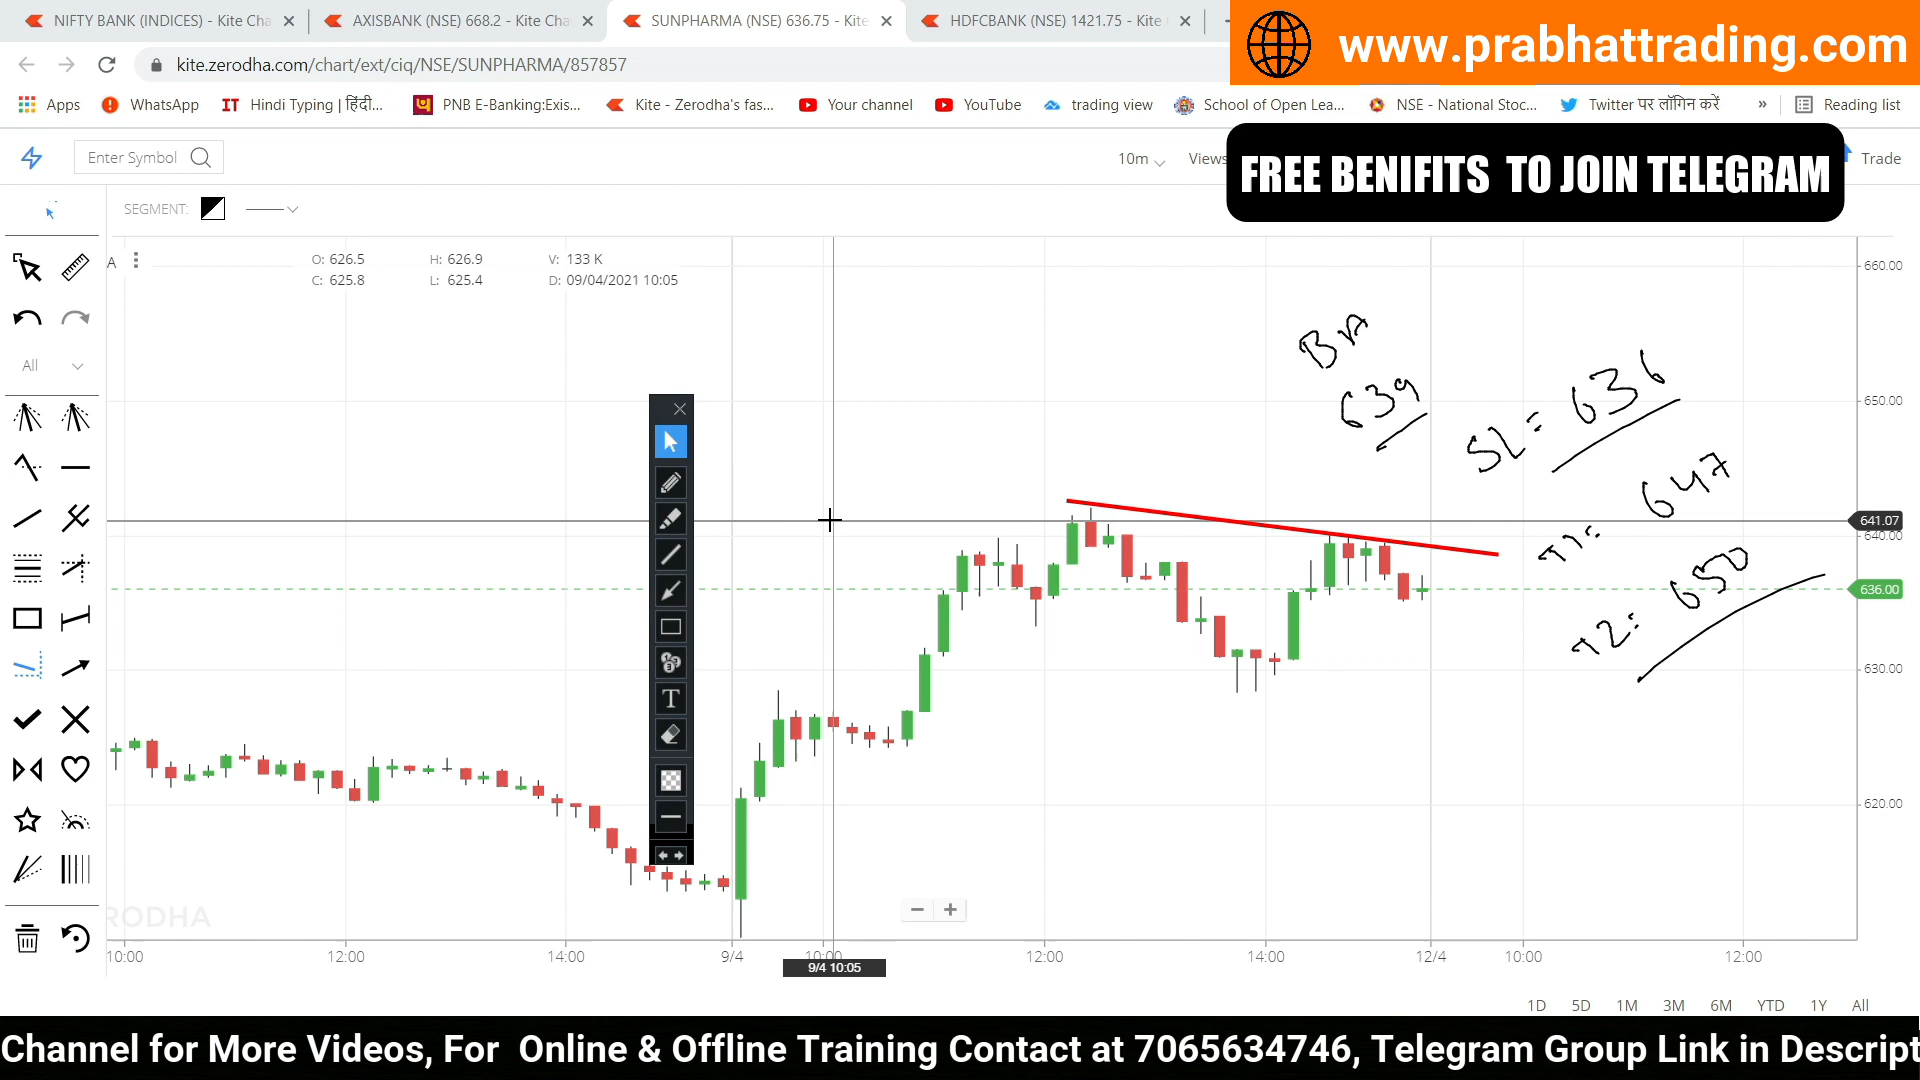 NIFTY BANK (INDICES) - Kite Cha
AXISBANK (NSE) 668.2 - Kite Cha
SUNPHARMA (NSE) 636.75 - Kite
HDFCBANK (NSE) 1421.75 - Kite
www.prabhattrading.com
kite.zerodha.com/chart/ext/ciq/NSE/SUNPHARMA/857857
Apps
WhatsApp
IT Hindi Typing | हिंदी...
PNB E-Banking:Exis...
Kite - Zerodha's fas...
Your channel
YouTube
trading view
School of Open Lea...
NSE - National Stoc...
Twitter पर लॉगिन करें
»
Reading list
Enter Symbol
10m
Views
FREE BENIFITS TO JOIN TELEGRAM
Trade
SEGMENT:
A
O: 626.5 H: 626.9 V: 133 K
C: 625.8 L: 625.4 D: 09/04/2021 10:05
All
660.00
650.00
641.07
640.00
636.00
630.00
620.00
639
SL = 636
T1: 647
T2: 650
T
RODHA
10:00
12:00
14:00
9/4
10:00
12:00
14:00
12/4
10:00
12:00
9/4 10:05
1D 5D 1M 3M 6M YTD 1Y All
Channel for More Videos, For Online & Offline Training Contact at 7065634746, Telegram Group Link in Descript